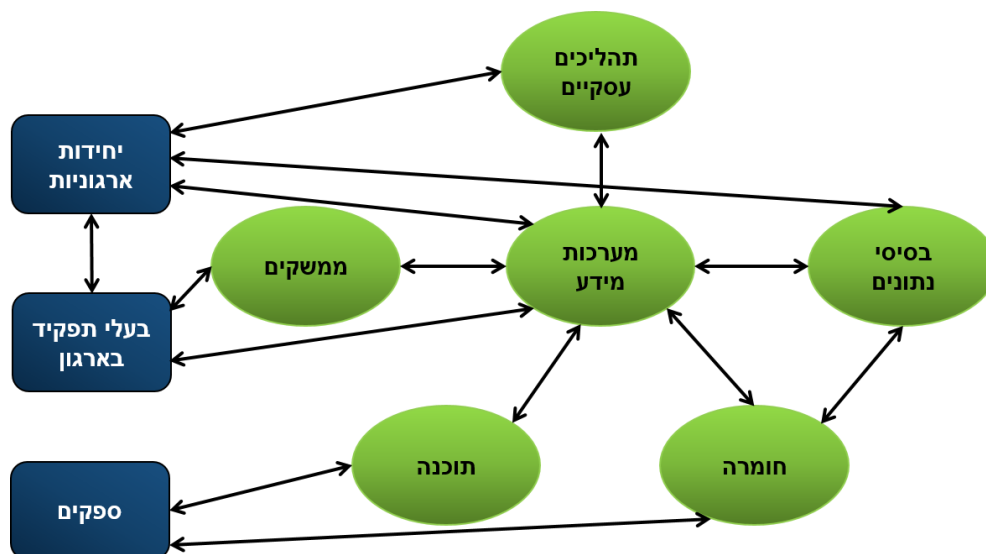 תהליכים
עסקיים
יחידות
ארגוניות
ממשקים
מערכות
מידע
בסיסי
נתונים
בעלי תפקיד
בארגון
תוכנה
חומרה
ספקים